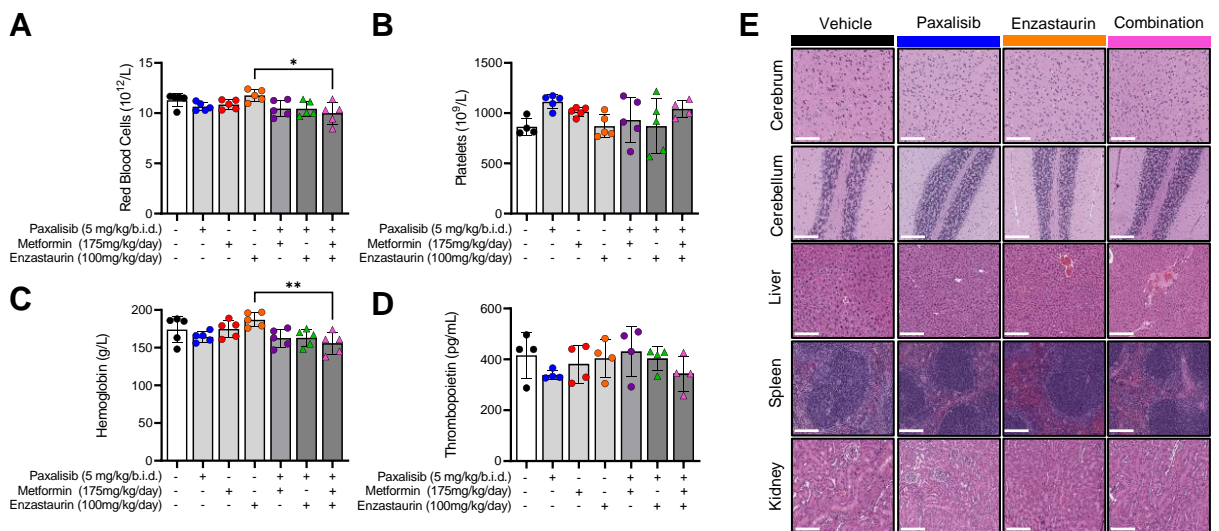 A
Red Blood Cells (10¹²/L)
15
10
5
0
*
Paxalisib (5 mg/kg/b.i.d.) - + - - + + +
Metformin (175mg/kg/day) - - + - + - +
Enzastaurin (100mg/kg/day) - - - + - + +
B
Platelets (10⁹/L)
1500
1000
500
0
Paxalisib (5 mg/kg/b.i.d.) - + - - + + +
Metformin (175mg/kg/day) - - + - + - +
Enzastaurin (100mg/kg/day) - - - + - + +
C
Hemoglobin (g/L)
200
150
100
50
0
**
Paxalisib (5 mg/kg/b.i.d.) - + - - + + +
Metformin (175mg/kg/day) - - + - + - +
Enzastaurin (100mg/kg/day) - - - + - + +
D
Thrombopoietin (pg/mL)
600
400
200
0
Paxalisib (5 mg/kg/b.i.d.) - + - - + + +
Metformin (175mg/kg/day) - - + - + - +
Enzastaurin (100mg/kg/day) - - - + - + +
E
Vehicle Paxalisib Enzastaurin Combination
Cerebrum
Cerebellum
Liver
Spleen
Kidney